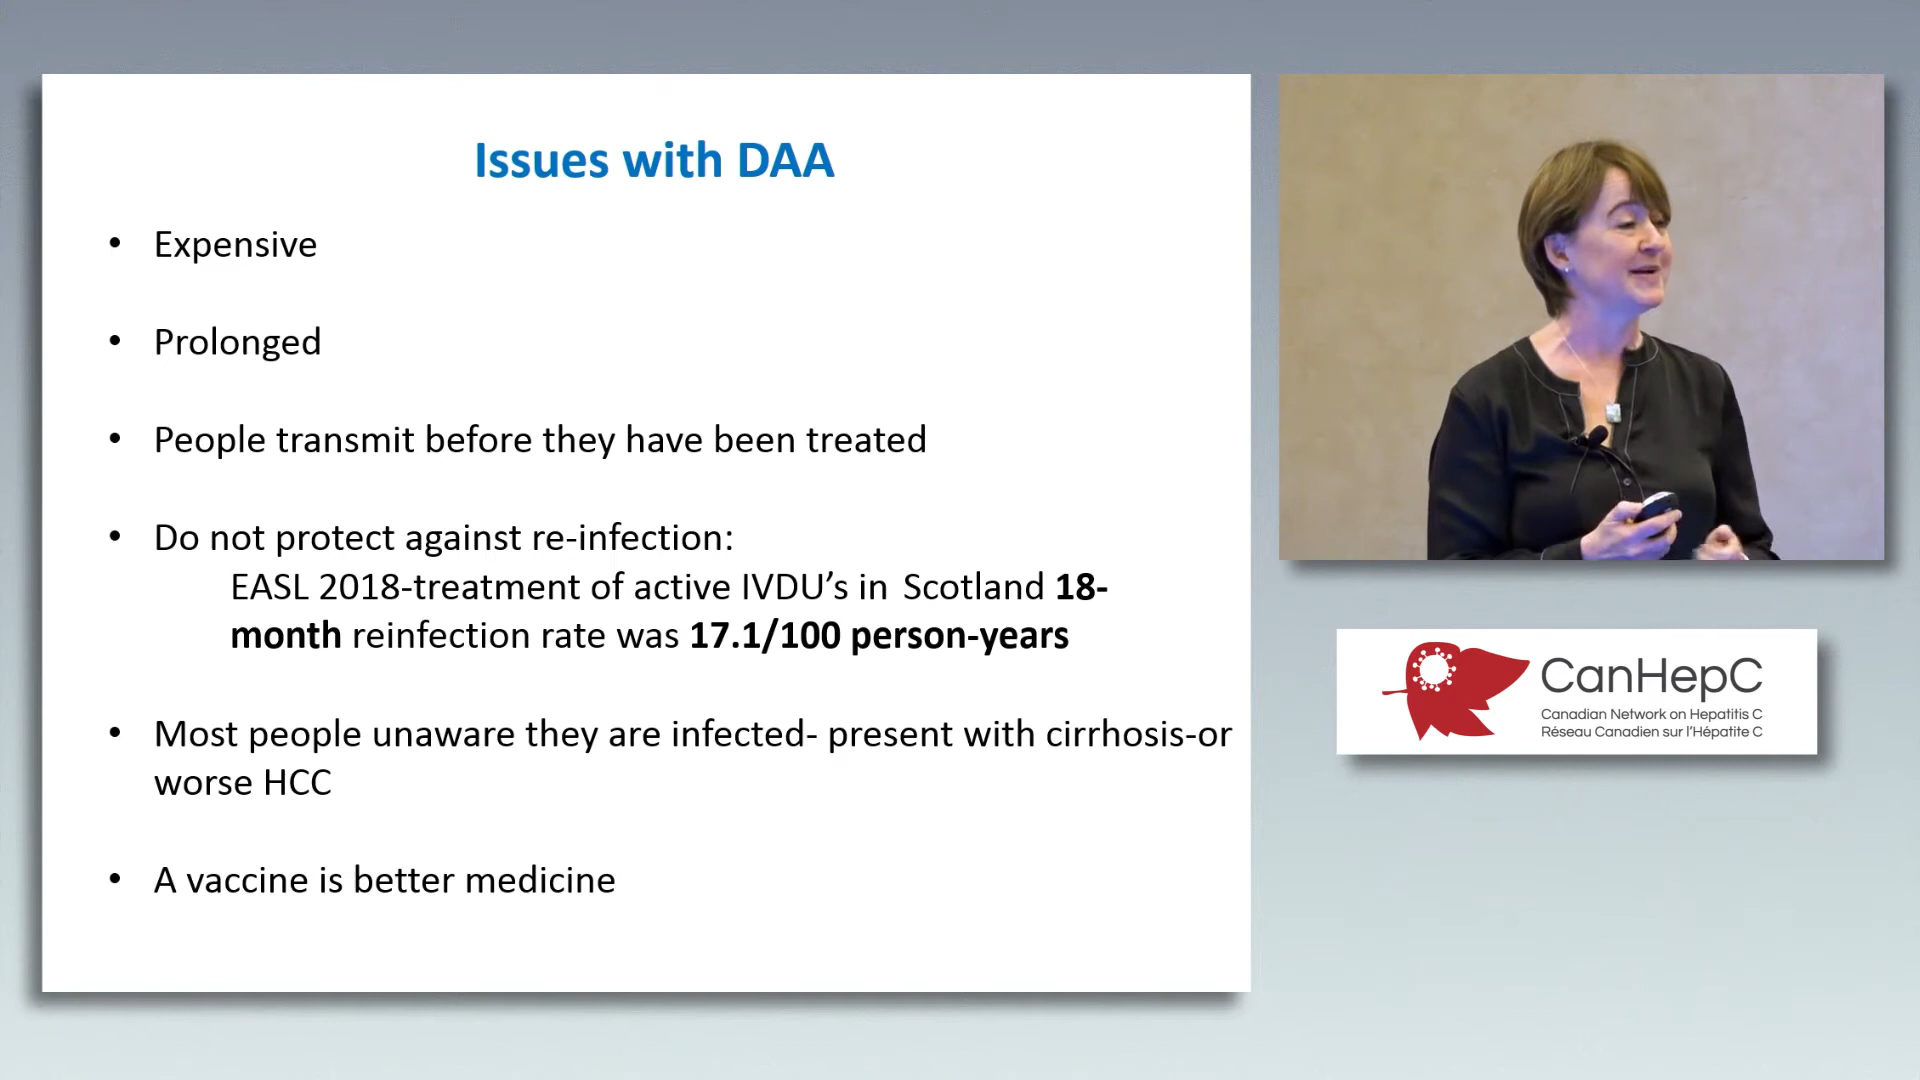 Issues with DAA
• Expensive
• Prolonged
• People transmit before they have been treated
• Do not protect against re-infection:
EASL 2018-treatment of active IVDU’s in Scotland 18-
month reinfection rate was 17.1/100 person-years
• Most people unaware they are infected- present with cirrhosis-or
worse HCC
• A vaccine is better medicine
CanHepC
Canadian Network on Hepatitis C
Réseau Canadien sur l’Hépatite C